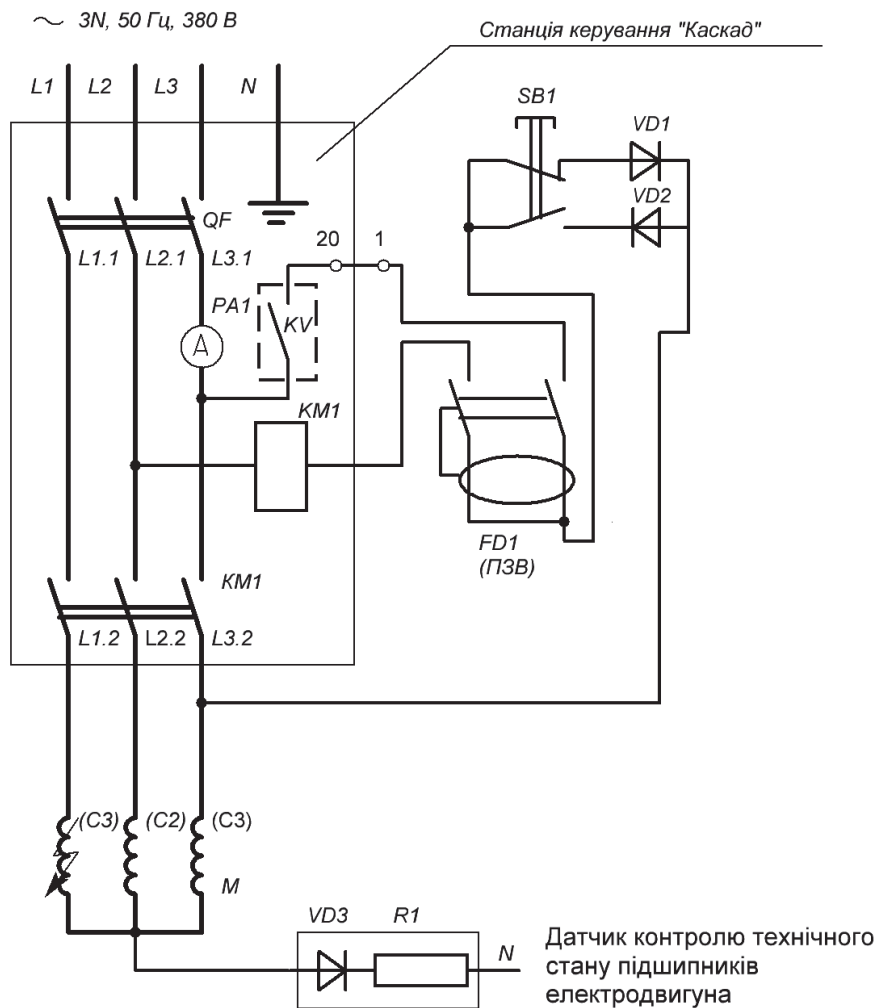 ~ 3N, 50 Гц, 380 В
Станція керування "Каскад"
L1 L2 L3 N
SB1
VD1
VD2
QF
L1.1 L2.1 L3.1
20 1
PA1
KV
A
KM1
FD1
(ПЗВ)
KM1
L1.2 L2.2 L3.2
(C3) (C2) (C3)
M
VD3 R1
N
Датчик контролю технічного
стану підшипників
електродвигуна